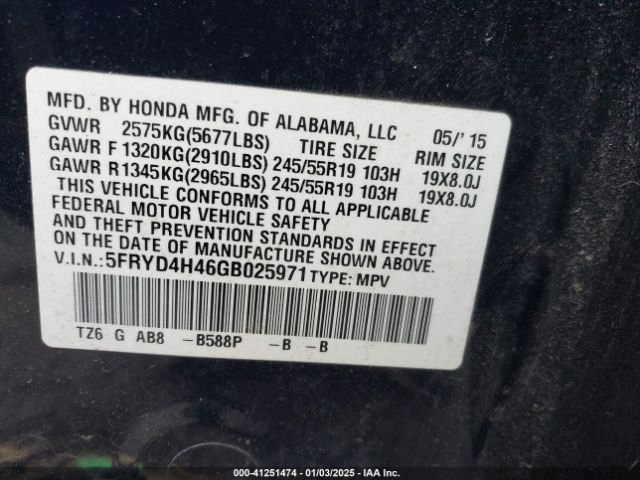 MFD. BY HONDA MFG. OF ALABAMA, LLC 05/'15
GVWR 2575KG(5677LBS) TIRE SIZE RIM SIZE
GAWR F 1320KG(2910LBS) 245/55R19 103H 19X8.0J
GAWR R 1345KG(2965LBS) 245/55R19 103H 19X8.0J
THIS VEHICLE CONFORMS TO ALL APPLICABLE
FEDERAL MOTOR VEHICLE SAFETY
AND THEFT PREVENTION STANDARDS IN EFFECT
ON THE DATE OF MANUFACTURE SHOWN ABOVE.
V.I.N.:5FRYD4H46GB025971 TYPE: MPV
TZ6 G AB8 -B588P -B -B
000-41251474 - 01/03/2025 - IAA Inc.